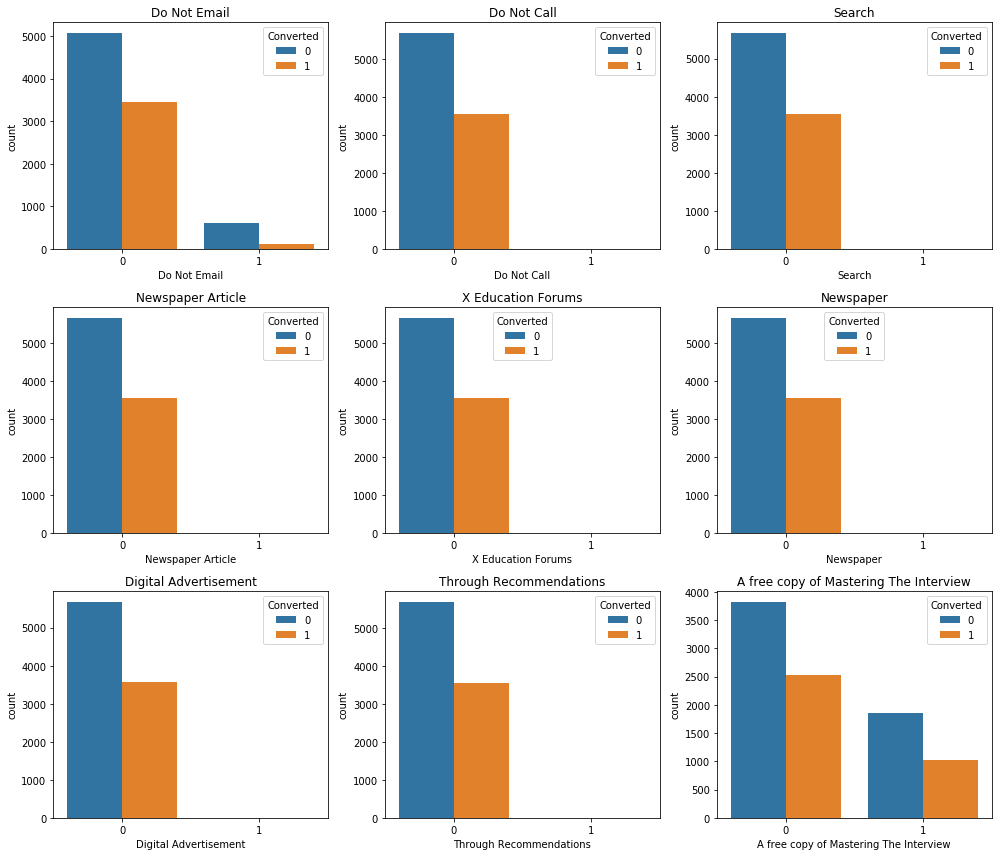 Do Not Email
Do Not Call
Search
5000
4000
3000
2000
1000
0
count
Converted
0
1
0
1
Do Not Email
5000
4000
3000
2000
1000
0
count
Converted
0
1
0
1
Do Not Call
5000
4000
3000
2000
1000
0
count
Converted
0
1
0
1
Search
Newspaper Article
X Education Forums
Newspaper
5000
4000
3000
2000
1000
0
count
Converted
0
1
0
1
Newspaper Article
5000
4000
3000
2000
1000
0
count
Converted
0
1
0
1
X Education Forums
5000
4000
3000
2000
1000
0
count
Converted
0
1
0
1
Newspaper
Digital Advertisement
Through Recommendations
A free copy of Mastering The Interview
5000
4000
3000
2000
1000
0
count
Converted
0
1
0
1
Digital Advertisement
5000
4000
3000
2000
1000
0
count
Converted
0
1
0
1
Through Recommendations
4000
3500
3000
2500
2000
1500
1000
500
0
count
Converted
0
1
0
1
A free copy of Mastering The Interview